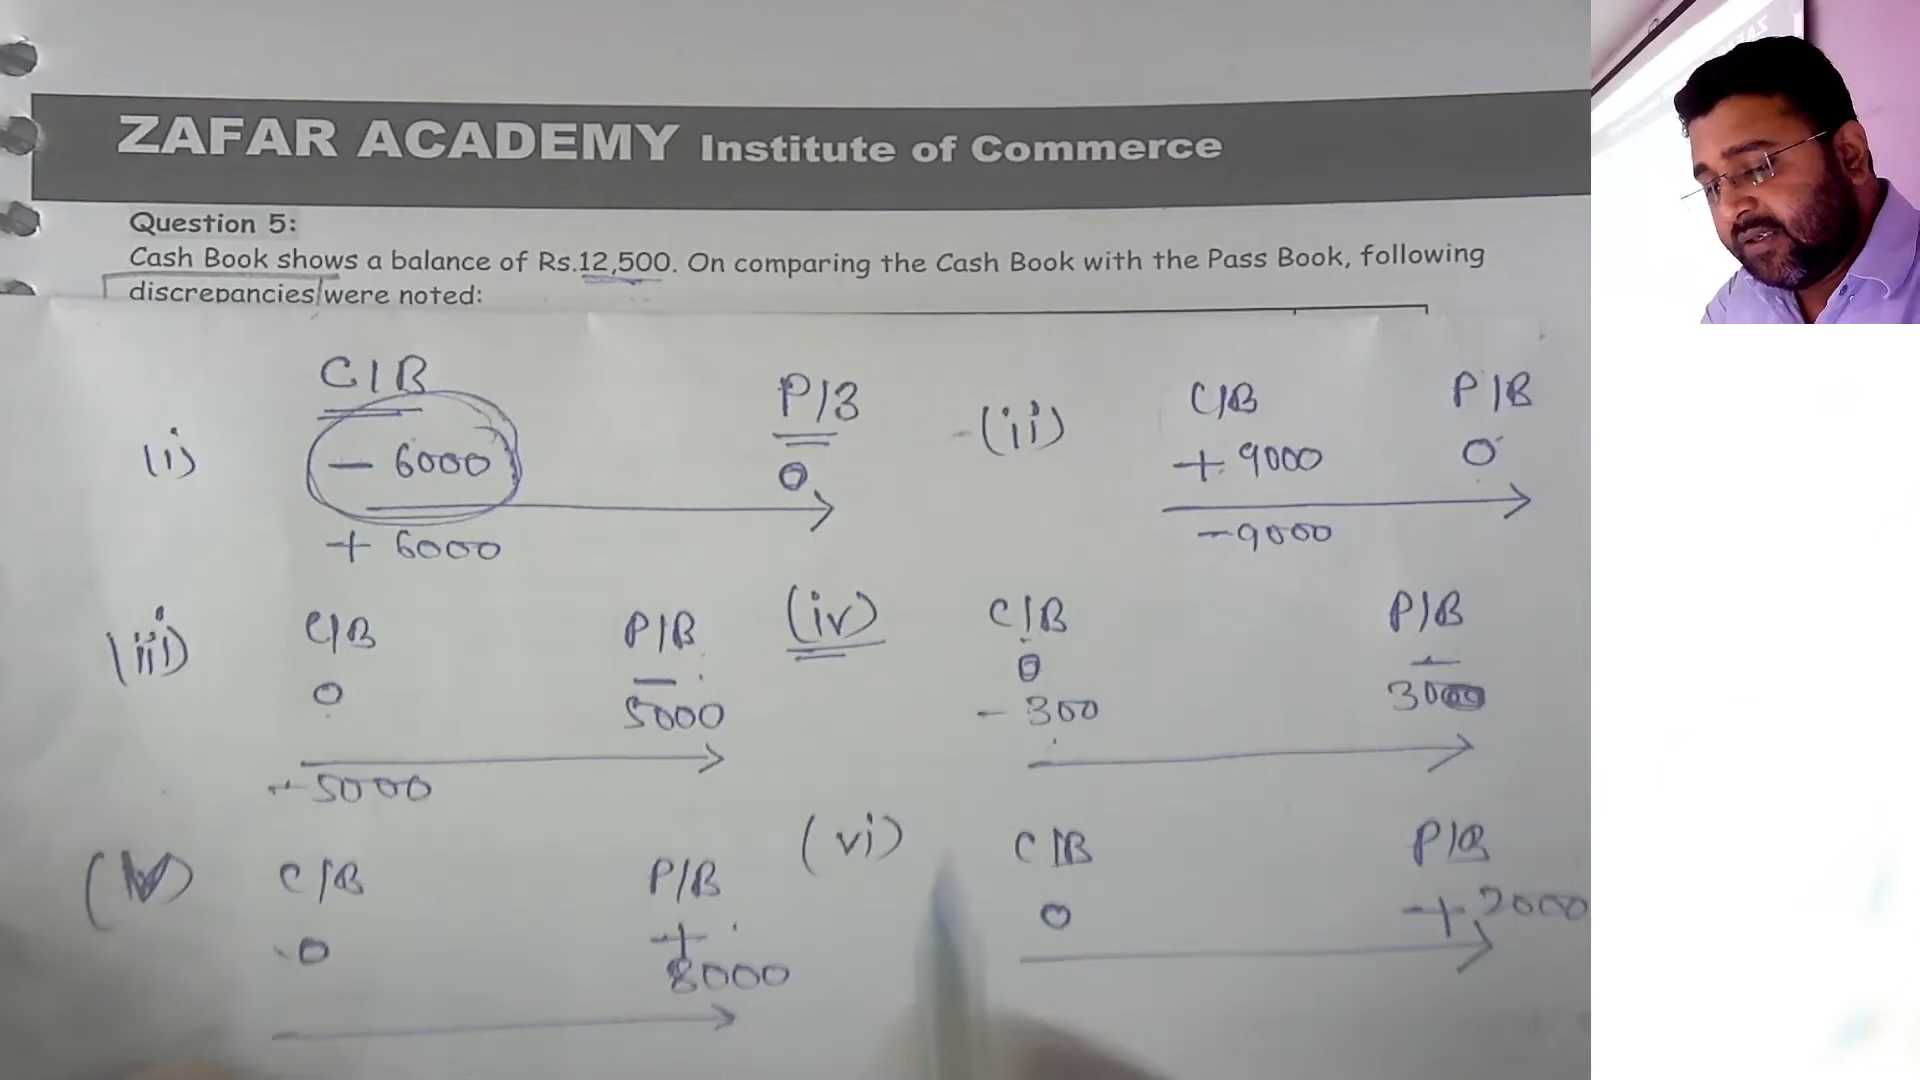 ZAFAR ACADEMY Institute of Commerce
Question 5:
Cash Book shows a balance of Rs.12,500. On comparing the Cash Book with the Pass Book, following
discrepancies were noted:
(i) C/B P/B
- 6000 0
+ 6000
(ii) C/B P/B
+ 9000 0
- 9000
(iii) C/B P/B
0 - 5000
- 5000
(iv) C/B P/B
0 -
- 300 300
(v) C/B P/B
0 + 8000
(vi) C/B P/B
0 + 2000